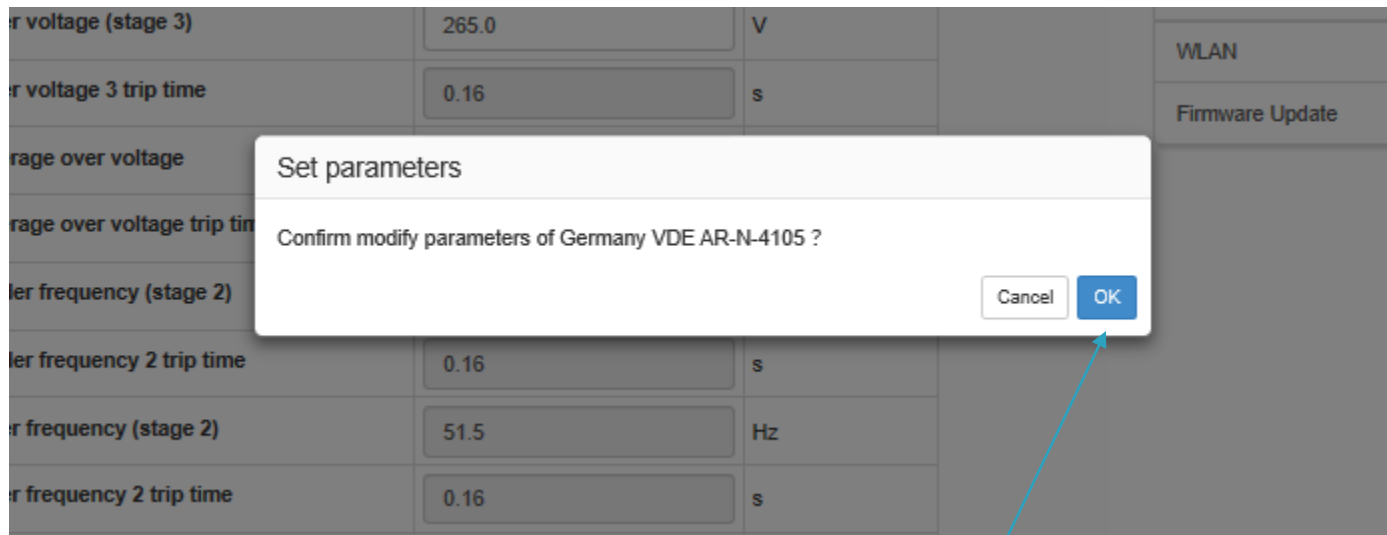 r voltage (stage 3) 265.0 V
WLAN
r voltage 3 trip time 0.16 s
Firmware Update
rage over voltage
Set parameters
rage over voltage trip tim
Confirm modify parameters of Germany VDE AR-N-4105 ?
er frequency (stage 2)
Cancel OK
er frequency 2 trip time 0.16 s
r frequency (stage 2) 51.5 Hz
r frequency 2 trip time 0.16 s